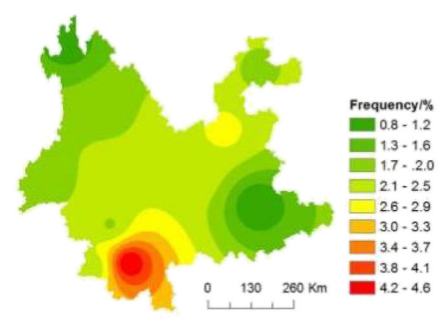 Frequency/%
0.8 - 1.2
1.3 - 1.6
1.7 - .2.0
2.1 - 2.5
2.6 - 2.9
3.0 - 3.3
3.4 - 3.7
3.8 - 4.1
4.2 - 4.6
0 130 260 Km